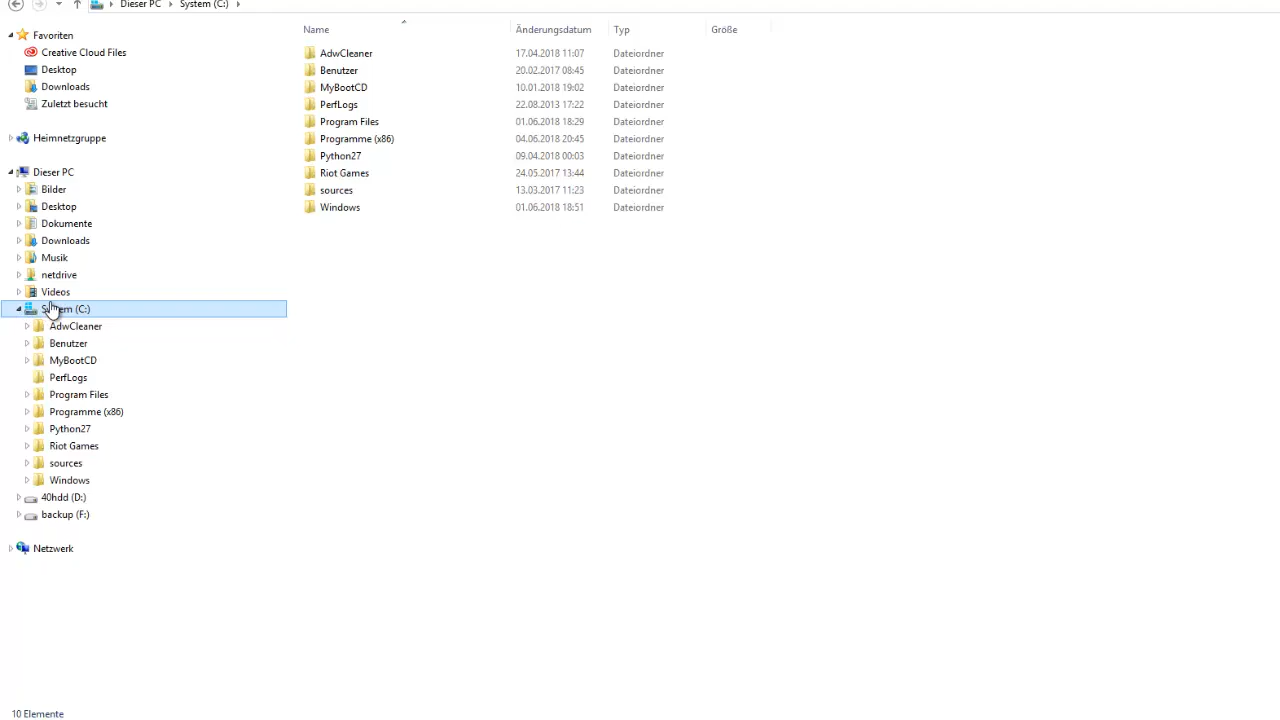 Dieser PC System (C:)
Favoriten
Creative Cloud Files
Desktop
Downloads
Zuletzt besucht
Heimnetzgruppe
Dieser PC
Bilder
Desktop
Dokumente
Downloads
Musik
netdrive
Videos
System (C:)
AdwCleaner
Benutzer
MyBootCD
PerfLogs
Program Files
Programme (x86)
Python27
Riot Games
sources
Windows
40hdd (D:)
backup (F:)
Netzwerk
Name Änderungsdatum Typ Größe
AdwCleaner 17.04.2018 11:07 Dateiordner
Benutzer 20.02.2017 08:45 Dateiordner
MyBootCD 10.01.2018 19:02 Dateiordner
PerfLogs 22.08.2013 17:22 Dateiordner
Program Files 01.06.2018 18:29 Dateiordner
Programme (x86) 04.06.2018 20:45 Dateiordner
Python27 09.04.2018 00:03 Dateiordner
Riot Games 24.05.2017 13:44 Dateiordner
sources 13.03.2017 11:23 Dateiordner
Windows 01.06.2018 18:51 Dateiordner
10 Elemente